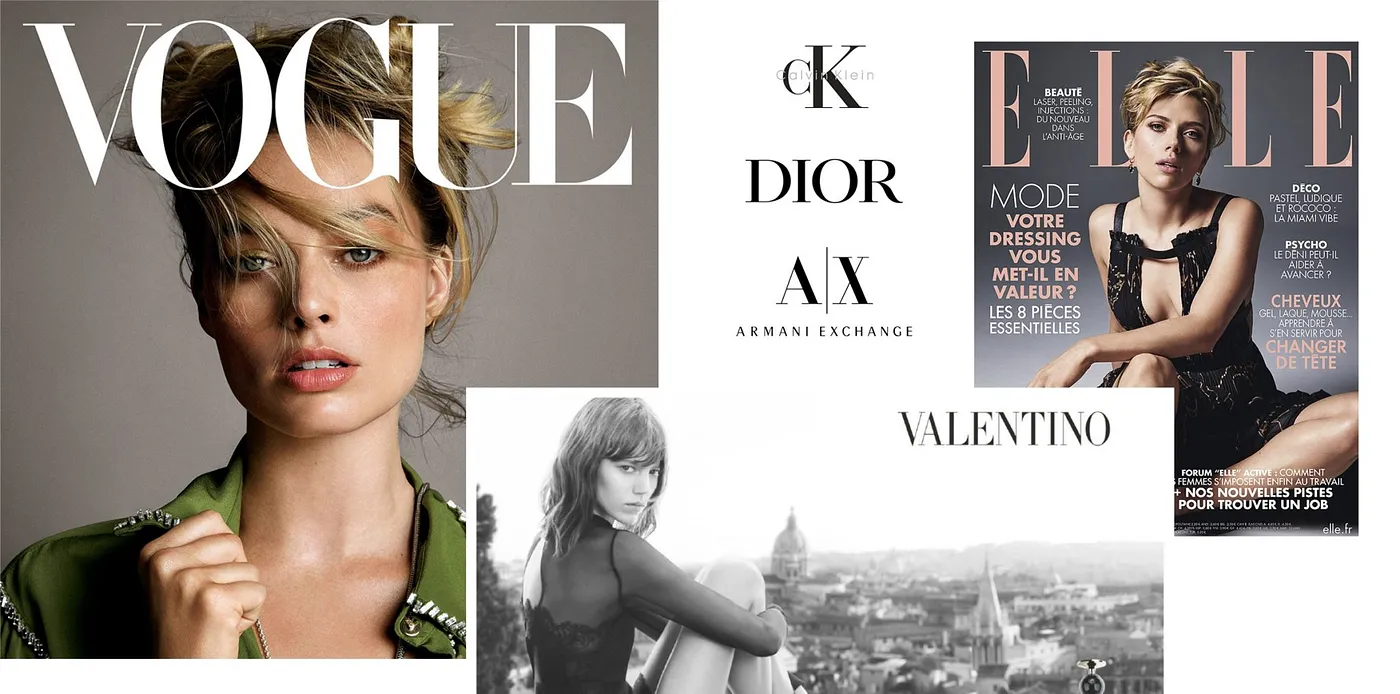 VOGUE
cK
Calvin Klein
DIOR
A|X
ARMANI EXCHANGE
ELLE
BEAUTÉ
LASER, PEELING,
INJECTIONS :
DU NOUVEAU
DANS
L'ANTI-ÂGE
MODE
VOTRE
DRESSING
VOUS
MET-IL EN
VALEUR ?
LES 8 PIÈCES
ESSENTIELLES
DÉCO
PASTEL, LUDIQUE
ET ROCOCO :
LA MIAMI VIBE
PSYCHO
LE DÉNI PEUT-IL
AIDER À
AVANCER ?
CHEVEUX
GEL, LAQUE, MOUSSE...
APPRENDRE À
S'EN SERVIR POUR
CHANGER
DE TÊTE
FORUM "ELLE" ACTIVE : COMMENT
FEMMES S'IMPOSENT ENFIN AU TRAVAIL
+ NOS NOUVELLES PISTES
POUR TROUVER UN JOB
elle.fr
VALENTINO